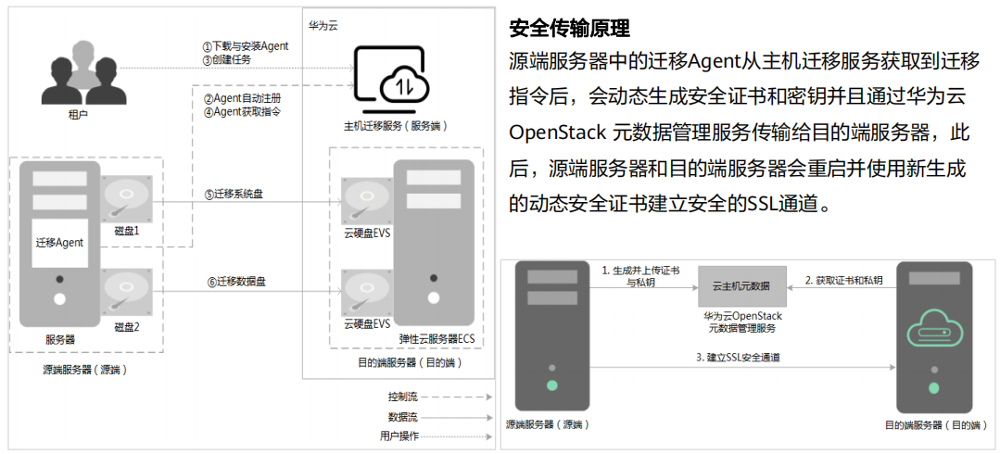 华为云
①下载与安装Agent
③创建任务
②Agent自动注册
④Agent获取指令
租户
主机迁移服务（服务端）
⑤迁移系统盘
磁盘1
云硬盘EVS
迁移Agent
⑥迁移数据盘
磁盘2
云硬盘EVS
服务器
弹性云服务器ECS
源端服务器（源端）
目的端服务器（目的端）
控制流
数据流
用户操作
安全传输原理
源端服务器中的迁移Agent从主机迁移服务获取到迁移
指令后，会动态生成安全证书和密钥并且通过华为云
OpenStack 元数据管理服务传输给目的端服务器，此
后，源端服务器和目的端服务器会重启并使用新生成
的动态安全证书建立安全的SSL通道。
1. 生成并上传证书
与私钥
云主机元数据
2. 获取证书和私钥
华为云OpenStack
元数据管理服务
3. 建立SSL安全通道
源端服务器（源端）
目的端服务器（目的端）